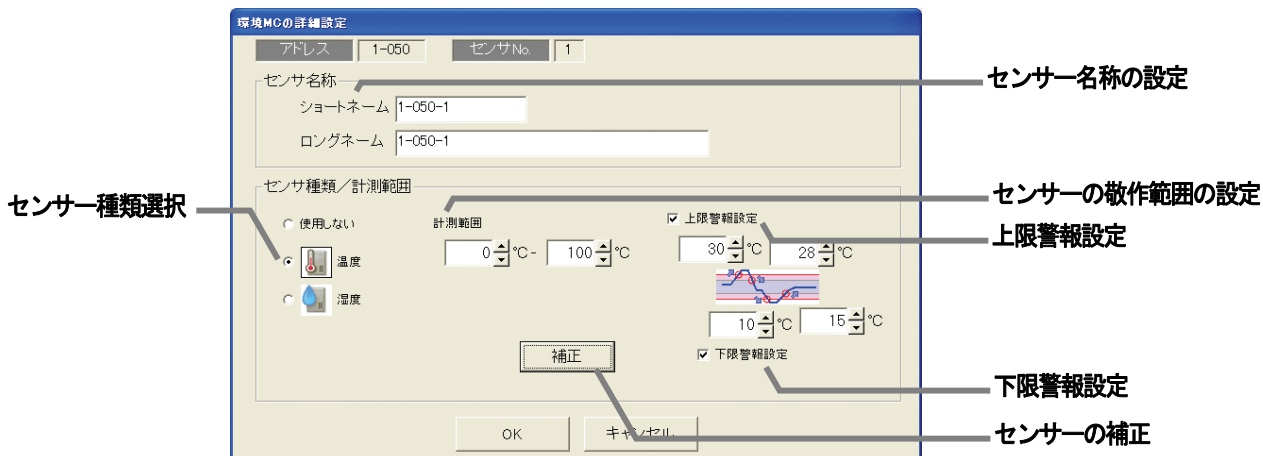 環境MCの詳細設定
アドレス 1-050 センサNo. 1
センサ名称
センサー名称の設定
ショートネーム 1-050-1
ロングネーム 1-050-1
センサ種類／計測範囲
センサーの敬作範囲の設定
センサー種類選択
使用しない 計測範囲 上限警報設定
上限警報設定
0 ℃- 100 ℃ 30 ℃ 28 ℃
温度
湿度
10 ℃ 15 ℃
補正 下限警報設定
下限警報設定
OK キャンセル
センサーの補正